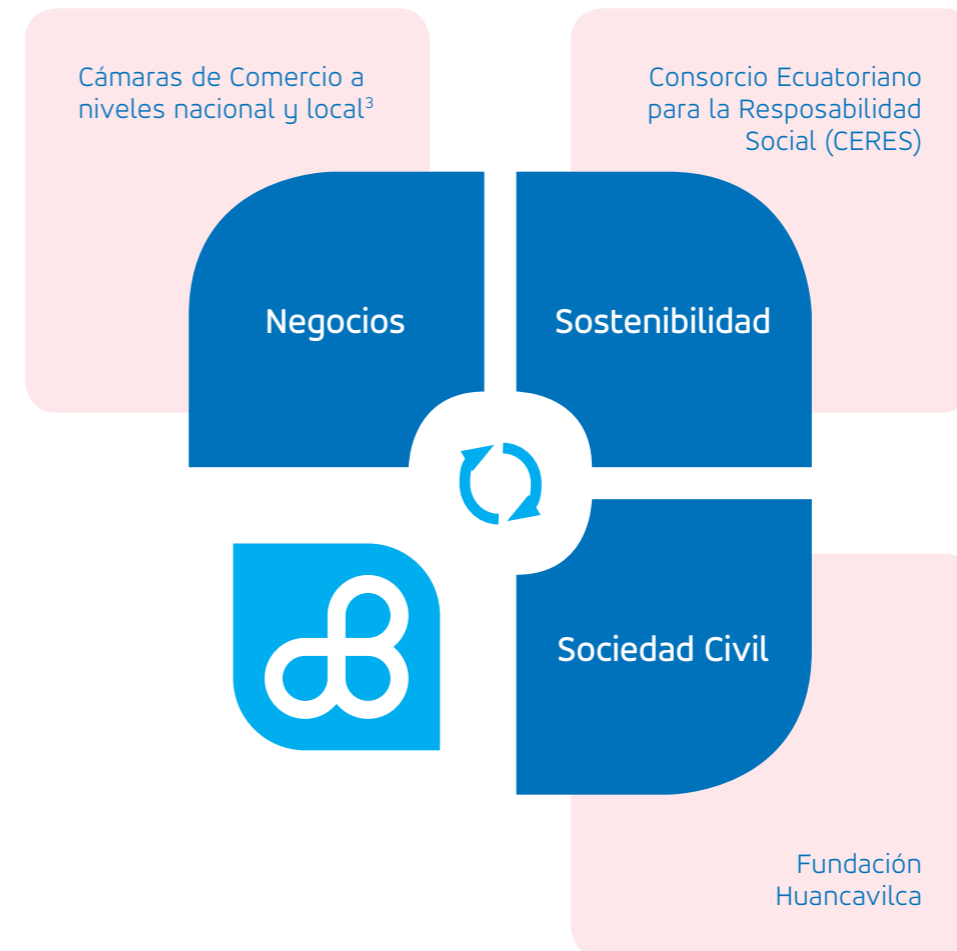 Cámaras de Comercio a
niveles nacional y local³
Consorcio Ecuatoriano
para la Resposabilidad
Social (CERES)
Negocios
Sostenibilidad
Sociedad Civil
Fundación
Huancavilca